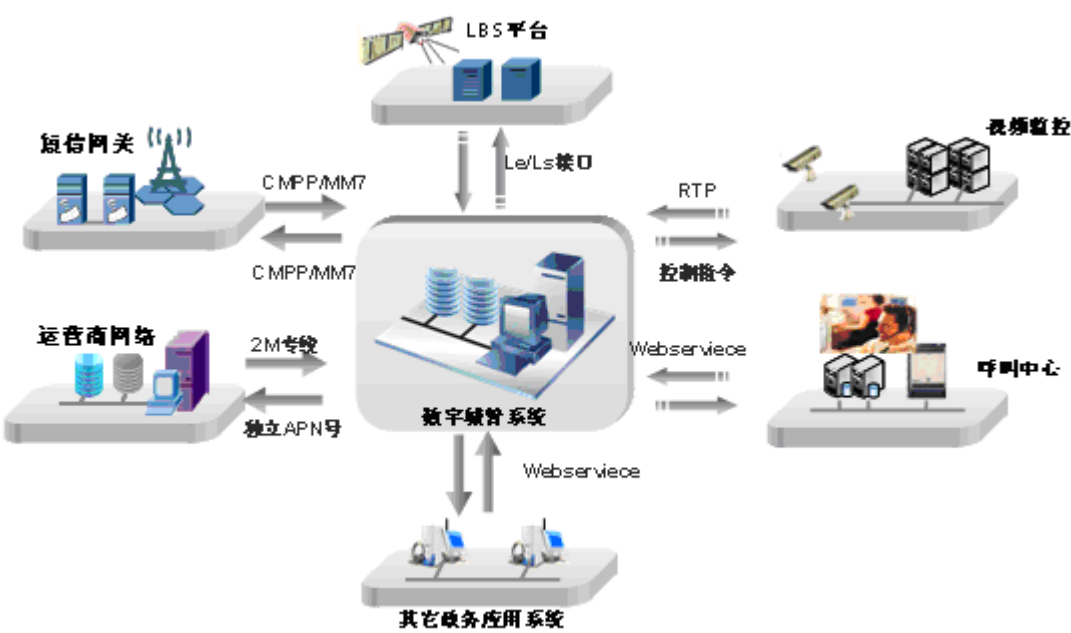 LBS平台
短信网关
视频监控
Le/Ls接口
CMPP/MM7
RTP
CMPP/MM7
控制指令
运营商网络
2M专线
Webserviece
呼叫中心
独立APN号
数字城管系统
Webserviece
其它政务应用系统